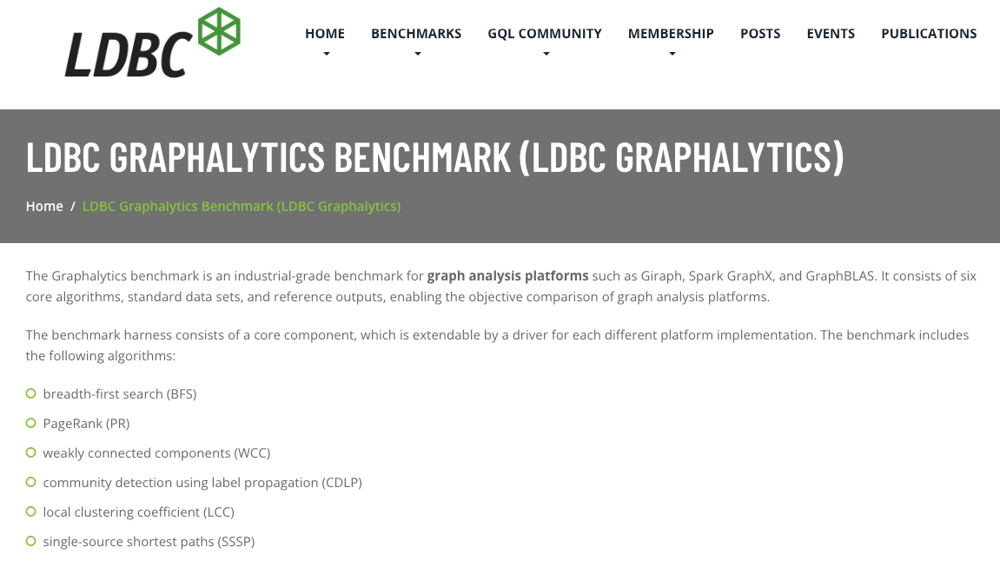 LDBC
HOME BENCHMARKS GQL COMMUNITY MEMBERSHIP POSTS EVENTS PUBLICATIONS
LDBC GRAPHALYTICS BENCHMARK (LDBC GRAPHALYTICS)
Home / LDBC Graphalytics Benchmark (LDBC Graphalytics)
The Graphalytics benchmark is an industrial-grade benchmark for graph analysis platforms such as Giraph, Spark GraphX, and GraphBLAS. It consists of six
core algorithms, standard data sets, and reference outputs, enabling the objective comparison of graph analysis platforms.
The benchmark harness consists of a core component, which is extendable by a driver for each different platform implementation. The benchmark includes
the following algorithms:
breadth-first search (BFS)
PageRank (PR)
weakly connected components (WCC)
community detection using label propagation (CDLP)
local clustering coefficient (LCC)
single-source shortest paths (SSSP)